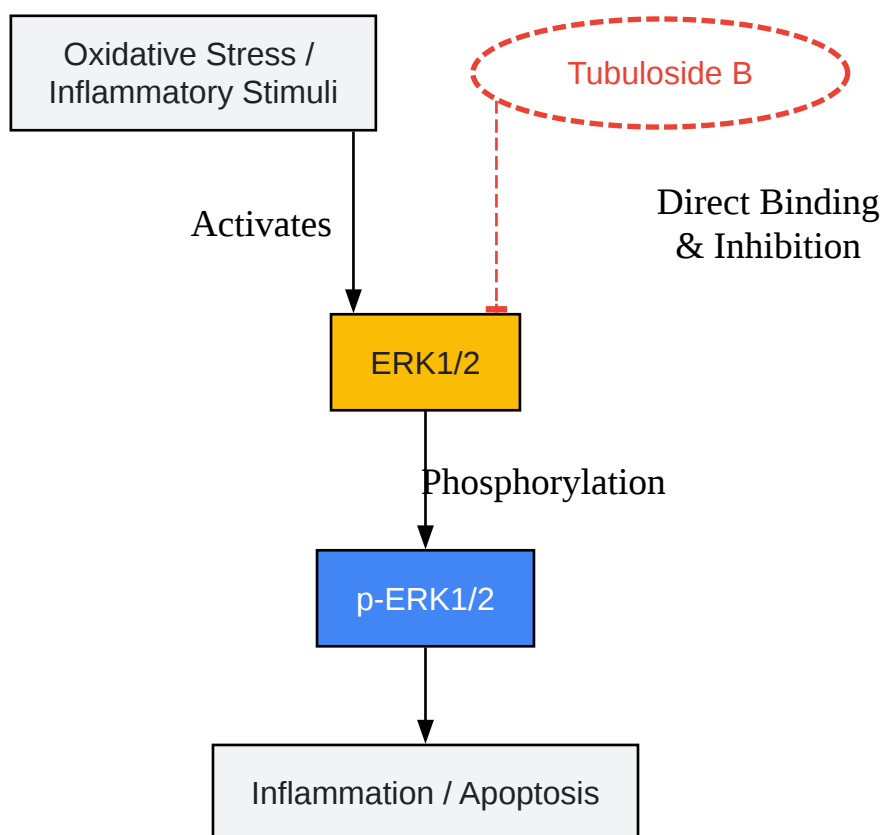 Oxidative Stress /
Inflammatory Stimuli
Tubuloside B
Activates
Direct Binding
& Inhibition
ERK1/2
Phosphorylation
p-ERK1/2
Inflammation / Apoptosis